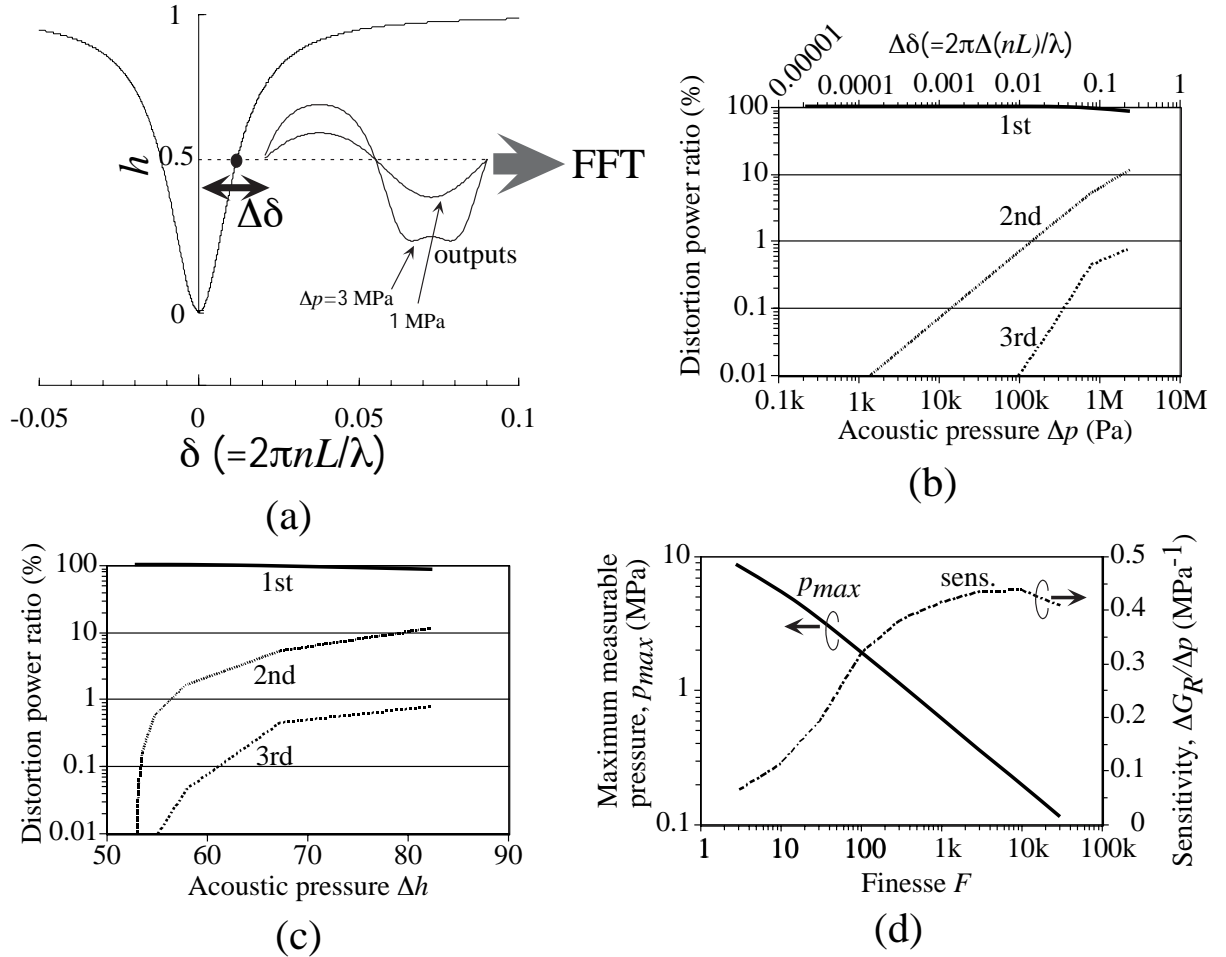 (a)
1
h
0.5
0
Δδ
outputs
Δp=3 MPa
1 MPa
FFT
-0.05 0 0.05 0.1
δ (=2πnL/λ)
(b)
Δδ(=2πΔ(nL)/λ)
0.00001 0.0001 0.001 0.01 0.1 1
Distortion power ratio (%)
100
10
1
0.1
0.01
1st
2nd
3rd
0.1k 1k 10k 100k 1M 10M
Acoustic pressure Δp (Pa)
(c)
Distortion power ratio (%)
100
10
1
0.1
0.01
1st
2nd
3rd
50 60 70 80 90
Acoustic pressure Δh
(d)
Maximum measurable
pressure, pmax (MPa)
10
1
0.1
pmax
sens.
0.5
0.4
0.3
0.2
0.1
0
Sensitivity, ΔGR/Δp (MPa-1)
1 10 100 1k 10k 100k
Finesse F